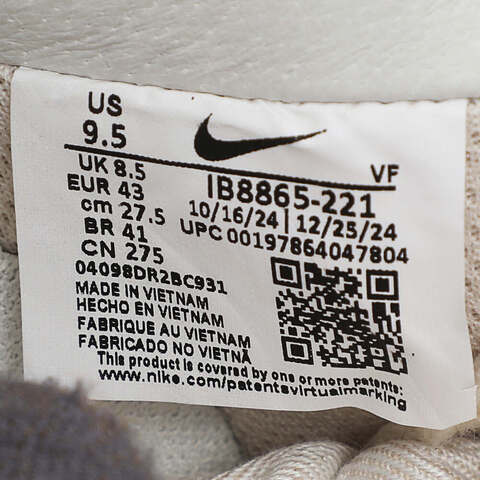 US
9.5
VF
UK 8.5
IB8865-221
EUR 43
10/16/24 | 12/25/24
cm 27.5
UPC 00197864047804
BR 41
CN 275
04098DR2BC931
MADE IN VIETNAM
HECHO EN VIETNAM
FABRIQUE AU VIETNAM
FABRICADO NO VIETNÃ
This product is covered by one or more patents:
www.nike.com/patentsvirtualmarking